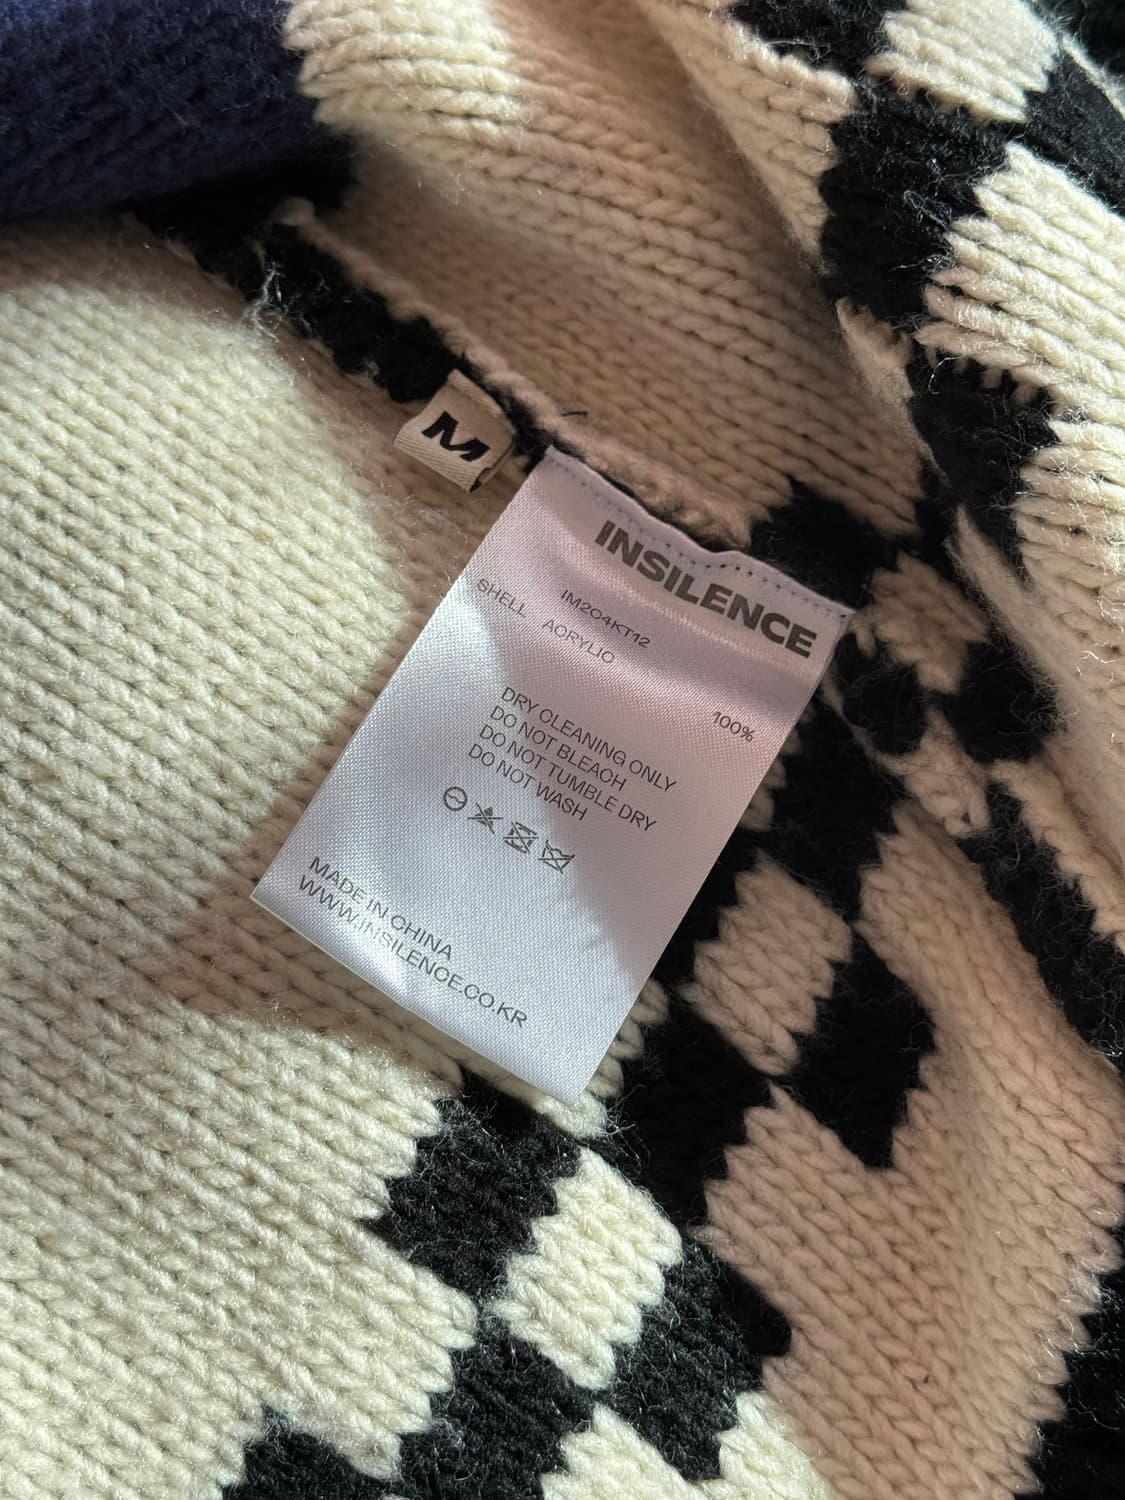 M
INSILENCE
IM204KT12
SHELL ACRYLIC 100%
DRY CLEANING ONLY
DO NOT BLEACH
DO NOT TUMBLE DRY
DO NOT WASH
MADE IN CHINA
WWW.INSILENCE.CO.KR